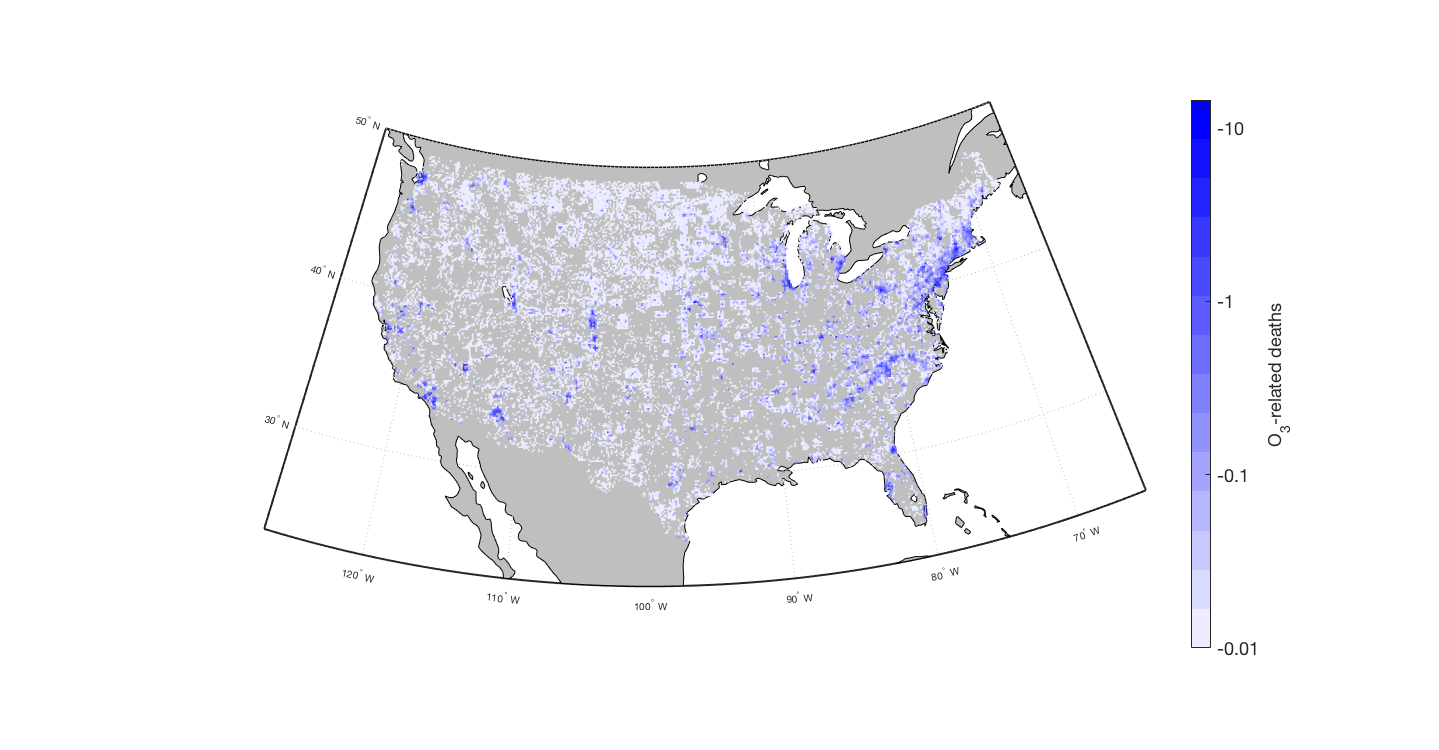 50° N
40° N
30° N
120° W
110° W
100° W
90° W
80° W
70° W
-10
-1
-0.1
-0.01
O₃-related deaths